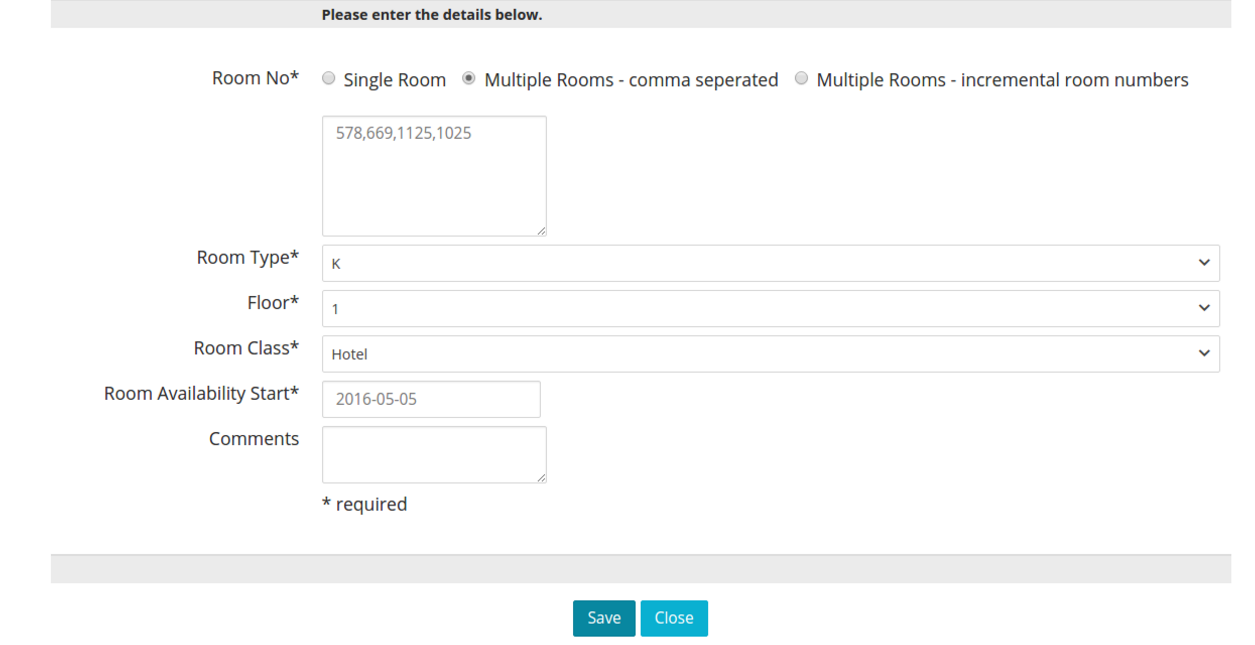 Please enter the details below.
Room No* Single Room Multiple Rooms - comma seperated Multiple Rooms - incremental room numbers
578,669,1125,1025
Room Type* K
Floor* 1
Room Class* Hotel
Room Availability Start* 2016-05-05
Comments
* required
Save Close